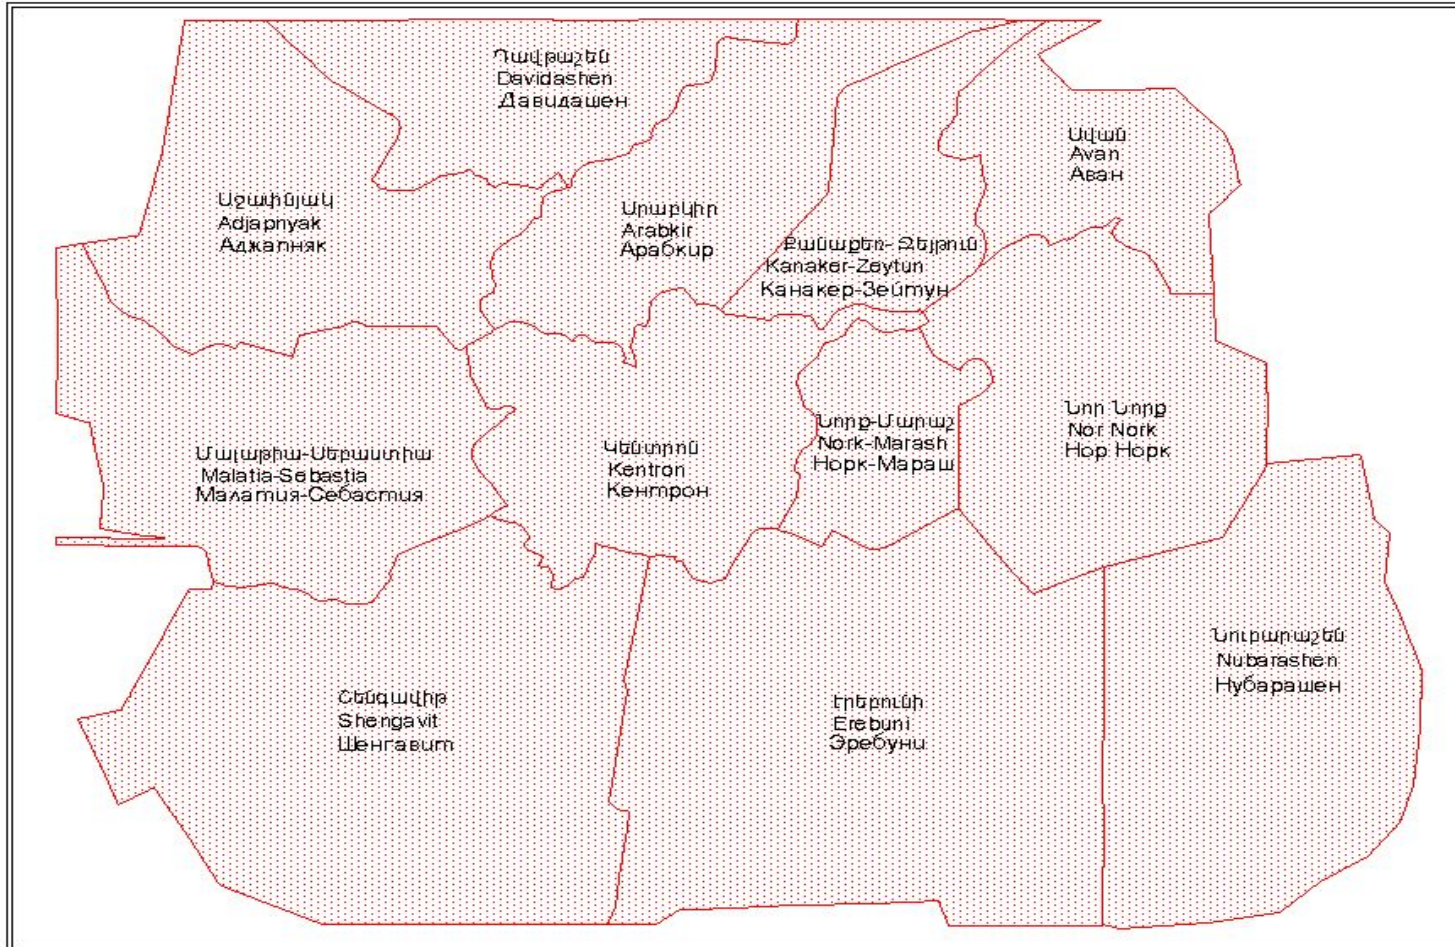 Դավթաշեն
Davidashen
Давидашен
Ավան
Avan
Аван
Աջափնյակ
Adjapnyak
Аджапняк
Արաբկիր
Arabkir
Арабкир
Քանաքեռ-Զեյթուն
Kanaker-Zeytun
Канакер-Зейтун
Մալաթիա-Սեբաստիա
Malatia-Sebastia
Малатия-Себастия
Կենտրոն
Kentron
Кентрон
Նորք-Մարաշ
Nork-Marash
Норк-Мараш
Նոր Նորք
Nor Nork
Нор Норк
Շենգավիթ
Shengavit
Шенгавит
Էրեբունի
Erebuni
Эребуни
Նուբարաշեն
Nubarashen
Нубарашен